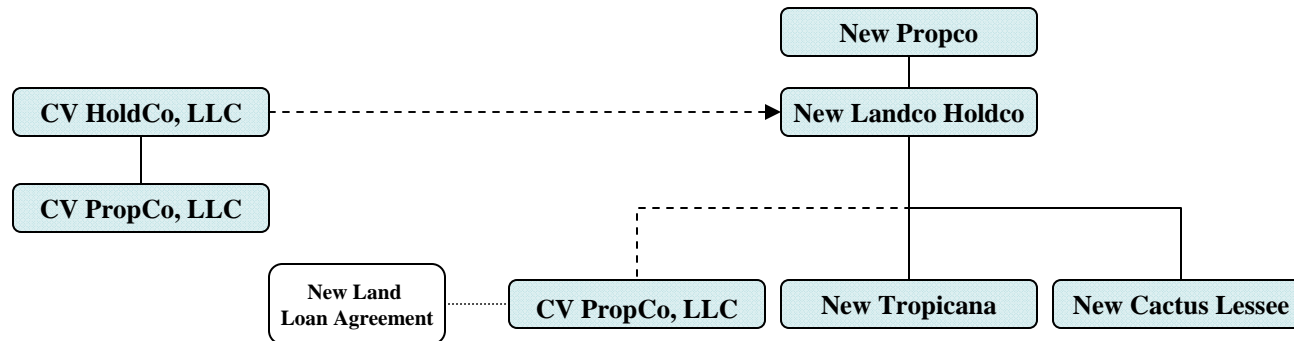 New Propco
CV HoldCo, LLC
New Landco Holdco
CV PropCo, LLC
New Land
Loan Agreement
CV PropCo, LLC
New Tropicana
New Cactus Lessee